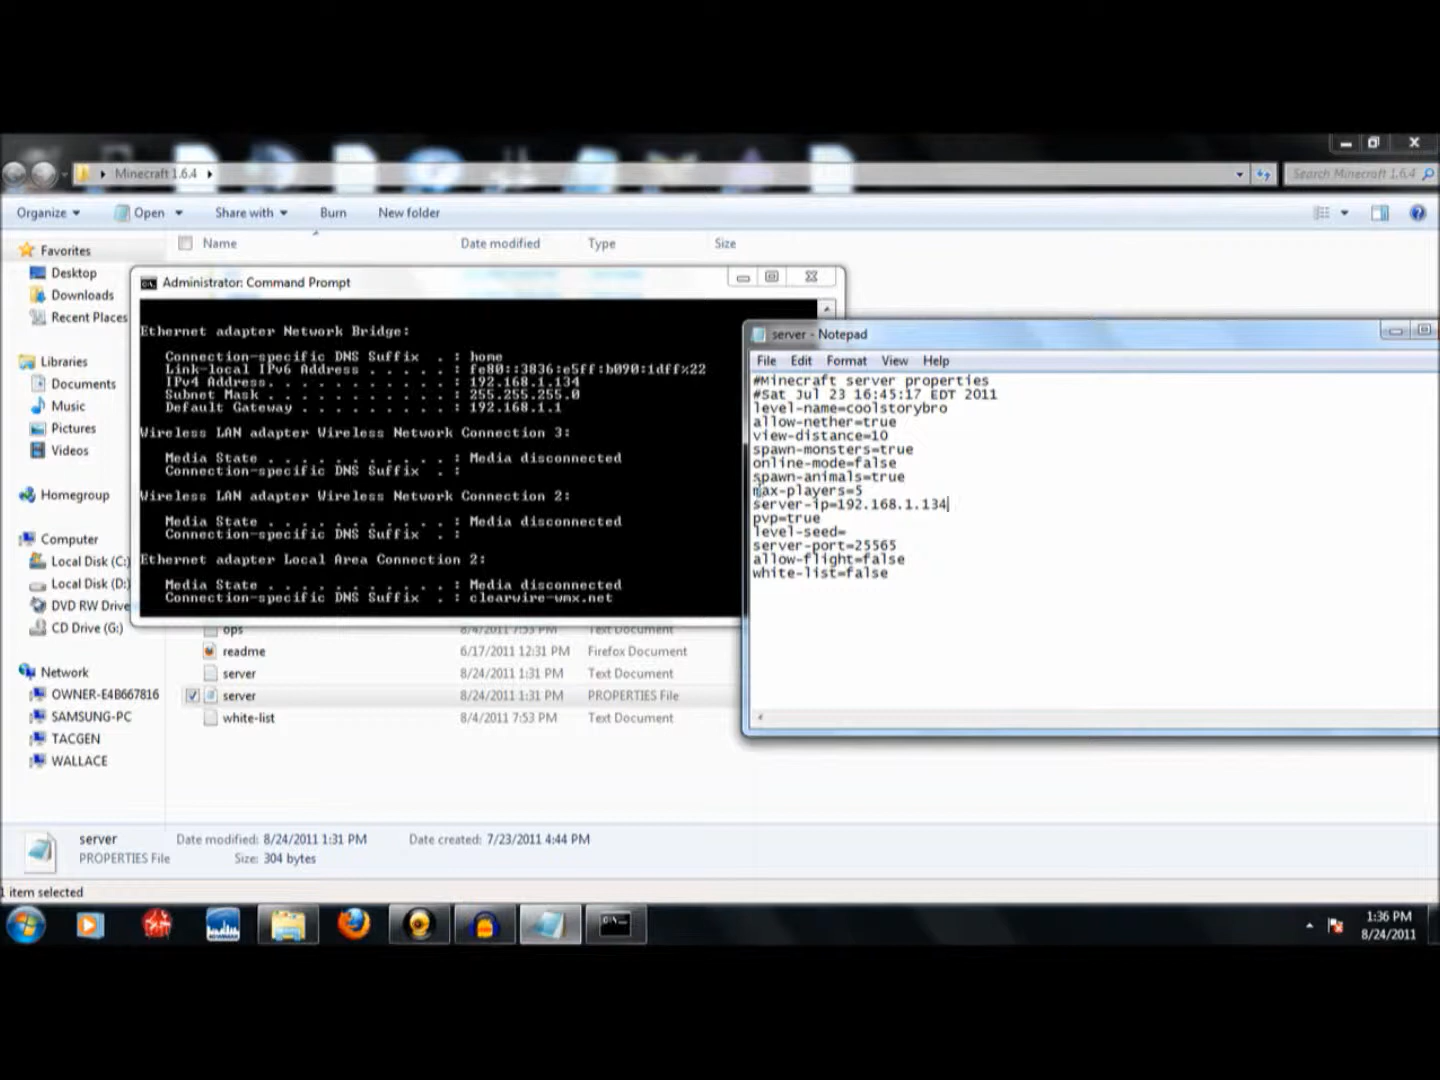 Minecraft 1.6.4
Search Minecraft 1.6.4
Organize
Open
Share with
Burn
New folder
Name
Date modified
Type
Size
Favorites
Desktop
Downloads
Recent Places
Libraries
Documents
Music
Pictures
Videos
Homegroup
Computer
Local Disk (C:
Local Disk (D:
DVD RW Drive
CD Drive (G:)
Network
OWNER-E4B667816
SAMSUNG-PC
TACGEN
WALLACE
Administrator: Command Prompt
Ethernet adapter Network Bridge:
Connection-specific DNS Suffix . : home
Link-local IPv6 Address . . . . . : fe80::3836:e5ff:b090:1dff%22
IPv4 Address. . . . . . . . . . . : 192.168.1.134
Subnet Mask . . . . . . . . . . . : 255.255.255.0
Default Gateway . . . . . . . . . : 192.168.1.1
Wireless LAN adapter Wireless Network Connection 3:
Media State . . . . . . . . . . . : Media disconnected
Connection-specific DNS Suffix . :
Wireless LAN adapter Wireless Network Connection 2:
Media State . . . . . . . . . . . : Media disconnected
Connection-specific DNS Suffix . :
Ethernet adapter Local Area Connection 2:
Media State . . . . . . . . . . . : Media disconnected
Connection-specific DNS Suffix . : clearwire-wmx.net
server - Notepad
File Edit Format View Help
#Minecraft server properties
#Sat Jul 23 16:45:17 EDT 2011
level-name=coolstorybro
allow-nether=true
view-distance=10
spawn-monsters=true
online-mode=false
spawn-animals=true
max-players=5
server-ip=192.168.1.134
pvp=true
level-seed=
server-port=25565
allow-flight=false
white-list=false
ops 8/4/2011 7:53 PM Text Document
readme 6/17/2011 12:31 PM Firefox Document
server 8/24/2011 1:31 PM Text Document
server 8/24/2011 1:31 PM PROPERTIES File
white-list 8/4/2011 7:53 PM Text Document
server Date modified: 8/24/2011 1:31 PM Date created: 7/23/2011 4:44 PM
PROPERTIES File Size: 304 bytes
1 item selected
1:36 PM
8/24/2011